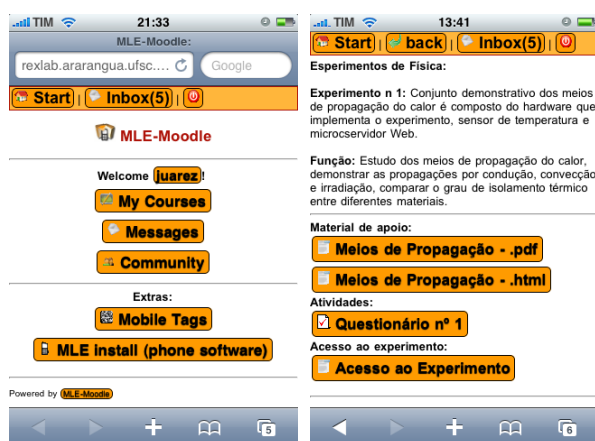 TIM 21:33
MLE-Moodle:
rexlab.ararangua.ufsc.... Google
Start | Inbox(5) |
MLE-Moodle
Welcome juarez!
My Courses
Messages
Community
Extras:
Mobile Tags
MLE install (phone software)
Powered by MLE-Moodle
5
TIM 13:41
Start | back | Inbox(5) |
Esperimentos de Física:
Experimento n 1: Conjunto demonstrativo dos meios
de propagação do calor é composto do hardware que
implementa o experimento, sensor de temperatura e
microcservidor Web.
Função: Estudo dos meios de propagação do calor,
demonstrar as propagações por condução, convecção
e irradiação, comparar o grau de isolamento térmico
entre diferentes materiais.
Material de apoio:
Meios de Propagação - .pdf
Meios de Propagação - .html
Atividades:
Questionário nº 1
Acesso ao experimento:
Acesso ao Experimento
6